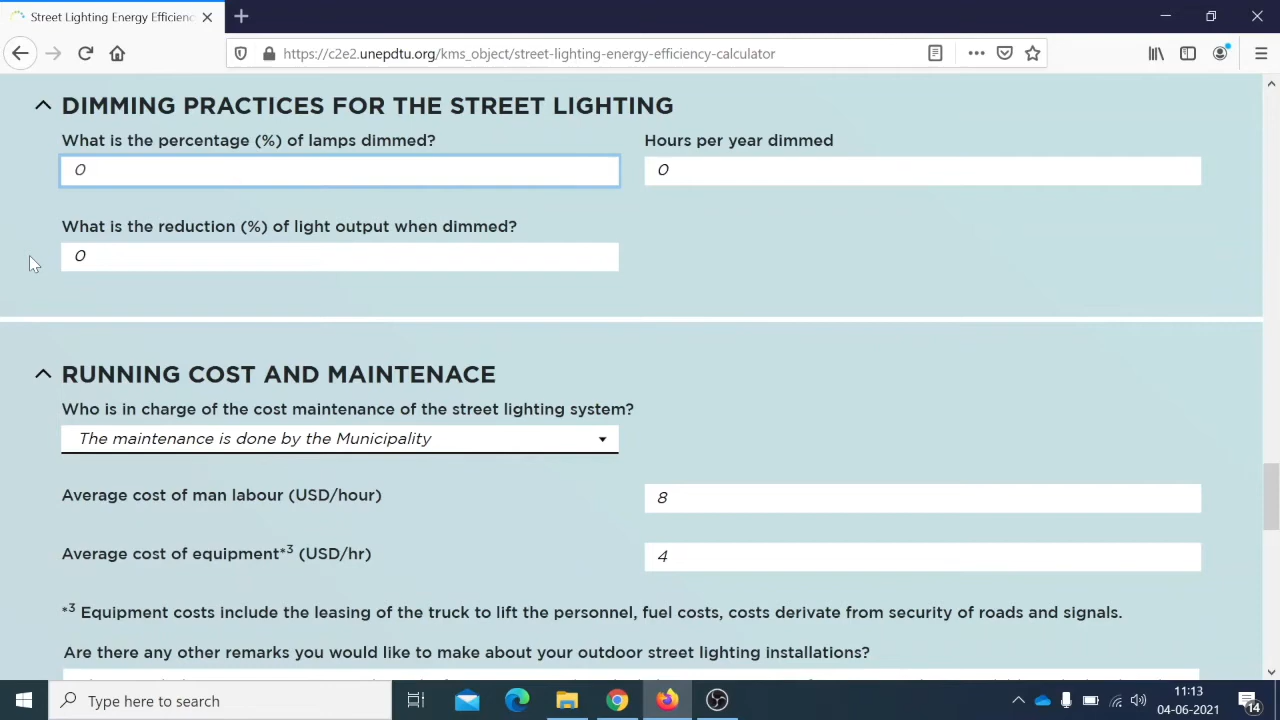 Street Lighting Energy Efficienc
https://c2e2.unepdtu.org/kms_object/street-lighting-energy-efficiency-calculator
DIMMING PRACTICES FOR THE STREET LIGHTING
What is the percentage (%) of lamps dimmed?
Hours per year dimmed
0
0
What is the reduction (%) of light output when dimmed?
0
RUNNING COST AND MAINTENACE
Who is in charge of the cost maintenance of the street lighting system?
The maintenance is done by the Municipality
Average cost of man labour (USD/hour)
8
Average cost of equipment*3 (USD/hr)
4
*3 Equipment costs include the leasing of the truck to lift the personnel, fuel costs, costs derivate from security of roads and signals.
Are there any other remarks you would like to make about your outdoor street lighting installations?
Type here to search
11:13
04-06-2021
14